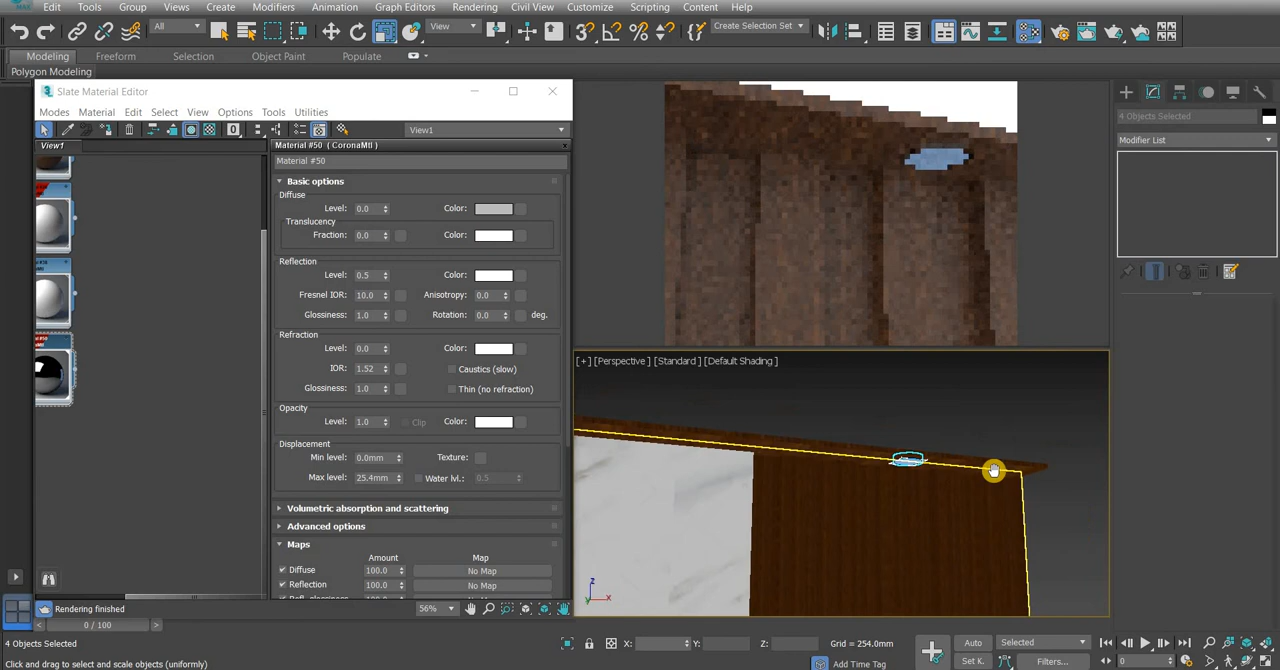 Edit Tools Group Views Create Modifiers Animation Graph Editors Rendering Civil View Customize Scripting Content Help
All View Create Selection Set
Modeling Freeform Selection Object Paint Populate
Polygon Modeling
Slate Material Editor
Modes Material Edit Select View Options Tools Utilities
View1
View1
Material #50 ( CoronaMtl )
Material #50
Basic options
Diffuse
Level: 0.0 Color:
Translucency
Fraction: 0.0 Color:
Reflection
Level: 0.5 Color:
Fresnel IOR: 10.0 Anisotropy: 0.0
Glossiness: 1.0 Rotation: 0.0 deg.
Refraction
Level: 0.0 Color:
IOR: 1.52 Caustics (slow)
Glossiness: 1.0 Thin (no refraction)
Opacity
Level: 1.0 Clip Color:
Displacement
Min level: 0.0mm Texture:
Max level: 25.4mm Water lvl.: 0.5
Volumetric absorption and scattering
Advanced options
Maps
Amount Map
Diffuse 100.0 No Map
Reflection 100.0 No Map
Rendering finished 56%
[+] [Perspective ] [Standard ] [Default Shading ]
z
x
y
4 Objects Selected
Modifier List
0 / 100
4 Objects Selected X: Y: Z: Grid = 254.0mm Auto Selected
Click and drag to select and scale objects (uniformly) Add Time Tag Set K. Filters... 0